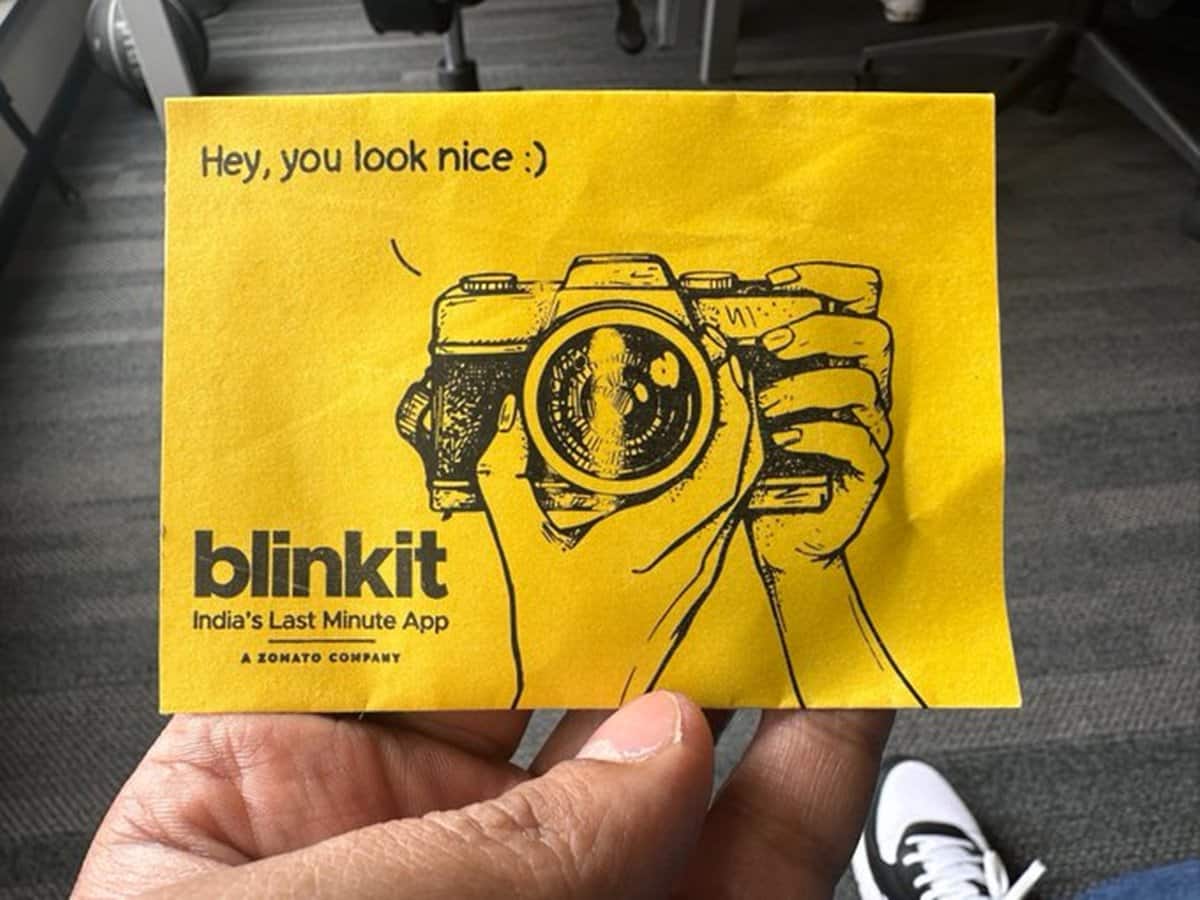 Hey, you look nice :)
blinkit
India's Last Minute App
A ZOMATO COMPANY